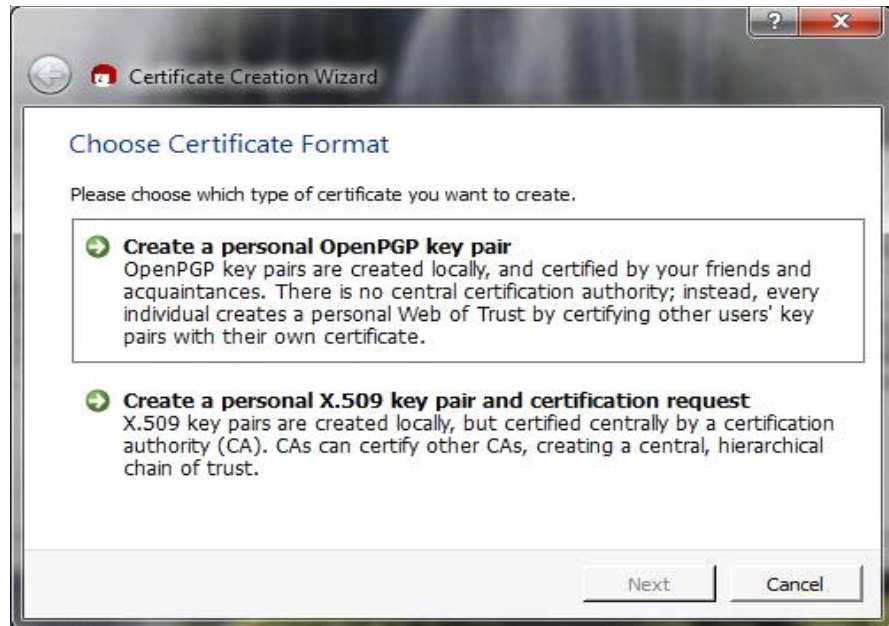 ?
X
Certificate Creation Wizard
Choose Certificate Format
Please choose which type of certificate you want to create.
Create a personal OpenPGP key pair
OpenPGP key pairs are created locally, and certified by your friends and
acquaintances. There is no central certification authority; instead, every
individual creates a personal Web of Trust by certifying other users' key
pairs with their own certificate.
Create a personal X.509 key pair and certification request
X.509 key pairs are created locally, but certified centrally by a certification
authority (CA). CAs can certify other CAs, creating a central, hierarchical
chain of trust.
Next
Cancel